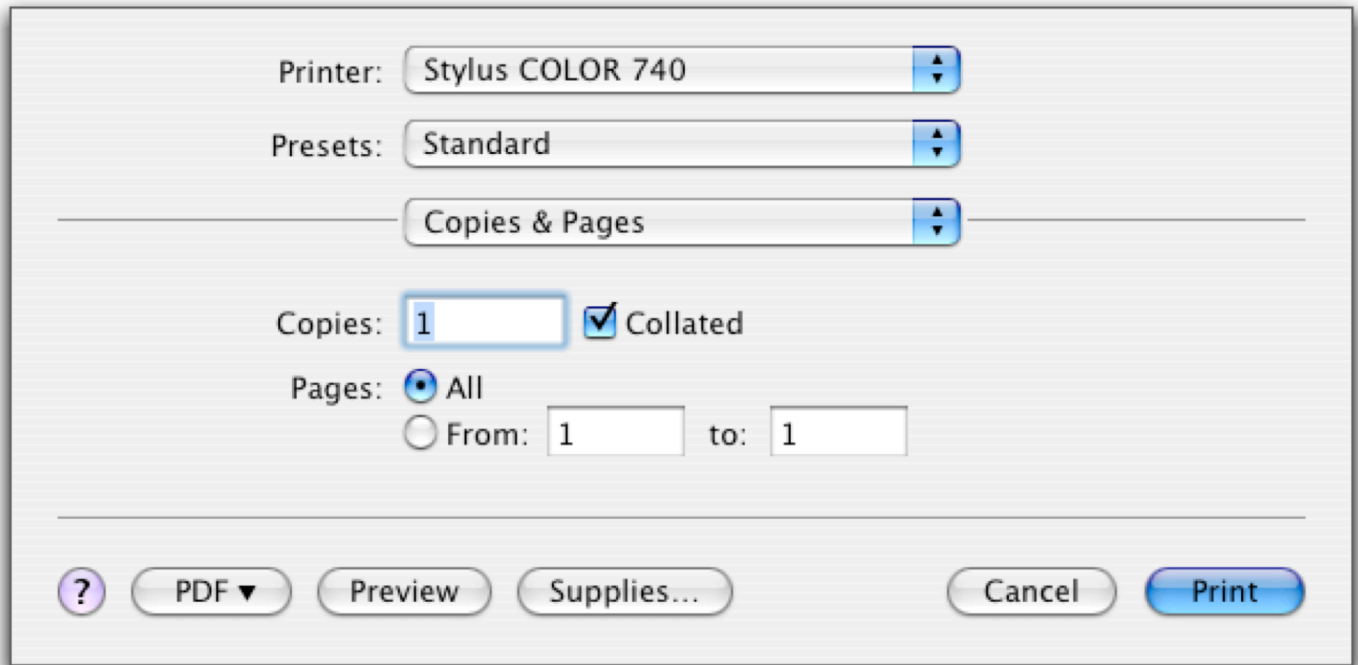 Printer: Stylus COLOR 740
Presets: Standard
Copies & Pages
Copies: 1 Collated
Pages: All
From: 1 to: 1
? PDF ▼ Preview Supplies... Cancel Print